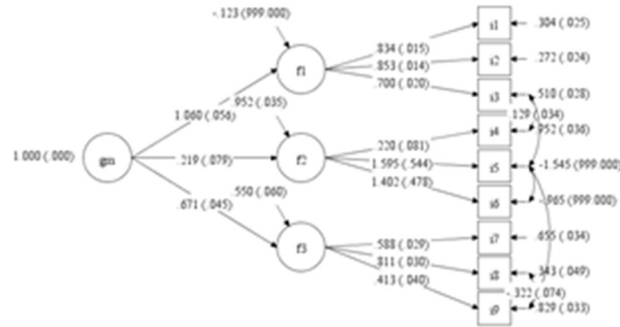 -.123 (999.000)
s1
.304 (.025)
.834 (.015)
f1
.853 (.014)
s2
.272 (.024)
.700 (.020)
s3
.510 (.028)
1.060 (.056)
.952 (.035)
.129 (.034)
.220 (.081)
s4
.952 (.036)
1.000 (.000)
gm
.219 (.079)
f2
1.595 (.544)
s5
-1.545 (999.000)
1.402 (.478)
.671 (.045)
.550 (.060)
s6
-.965 (999.000)
.588 (.029)
s7
.655 (.034)
f3
.811 (.030)
s8
.343 (.049)
.413 (.040)
-.322 (.074)
s9
.829 (.033)